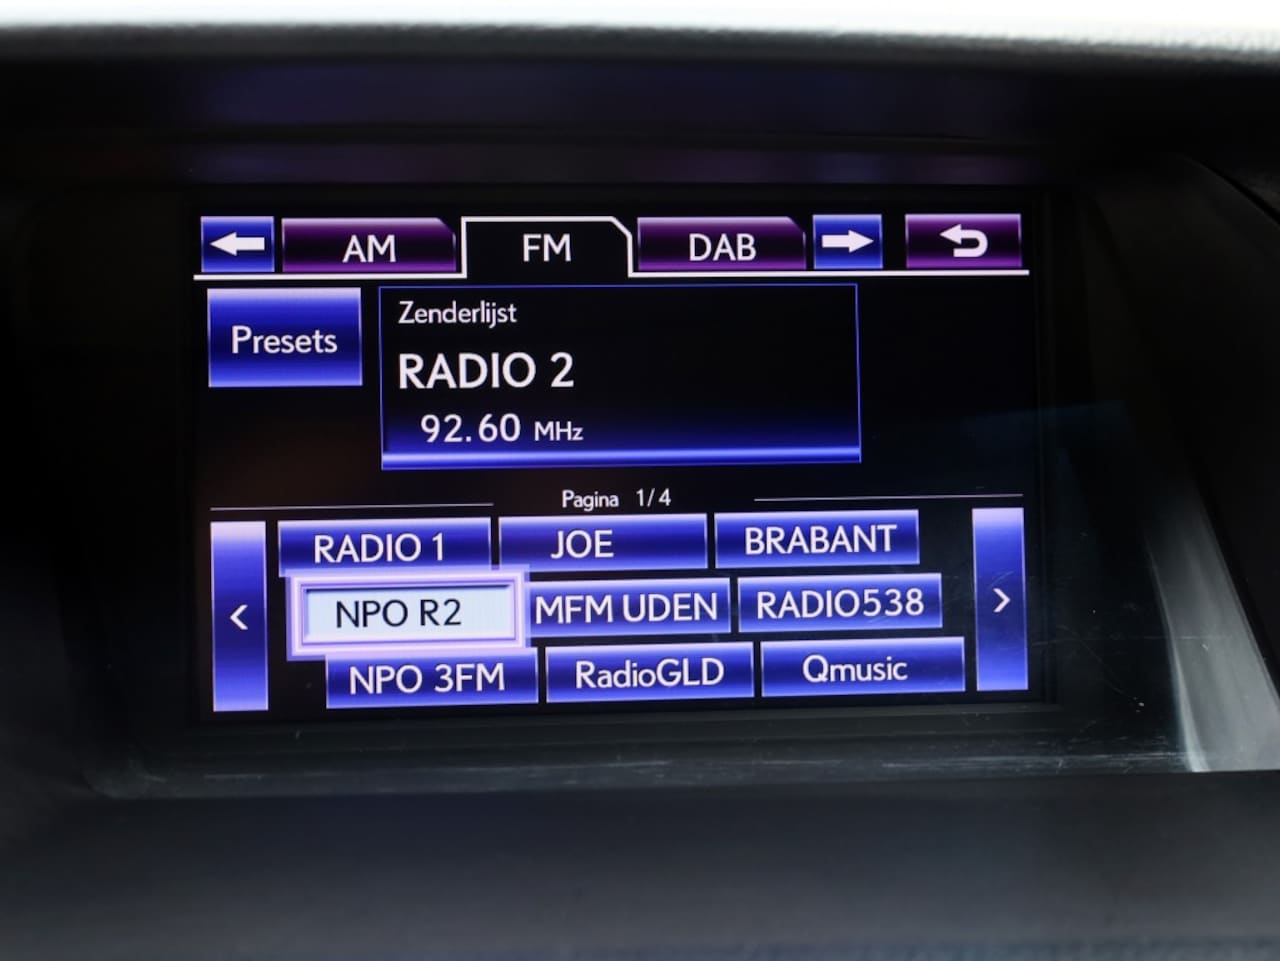 AM FM DAB
Presets
Zenderlijst
RADIO 2
92.60 MHz
Pagina 1/4
RADIO 1 JOE BRABANT
< NPO R2 MFM UDEN RADIO538 >
NPO 3FM RadioGLD Qmusic